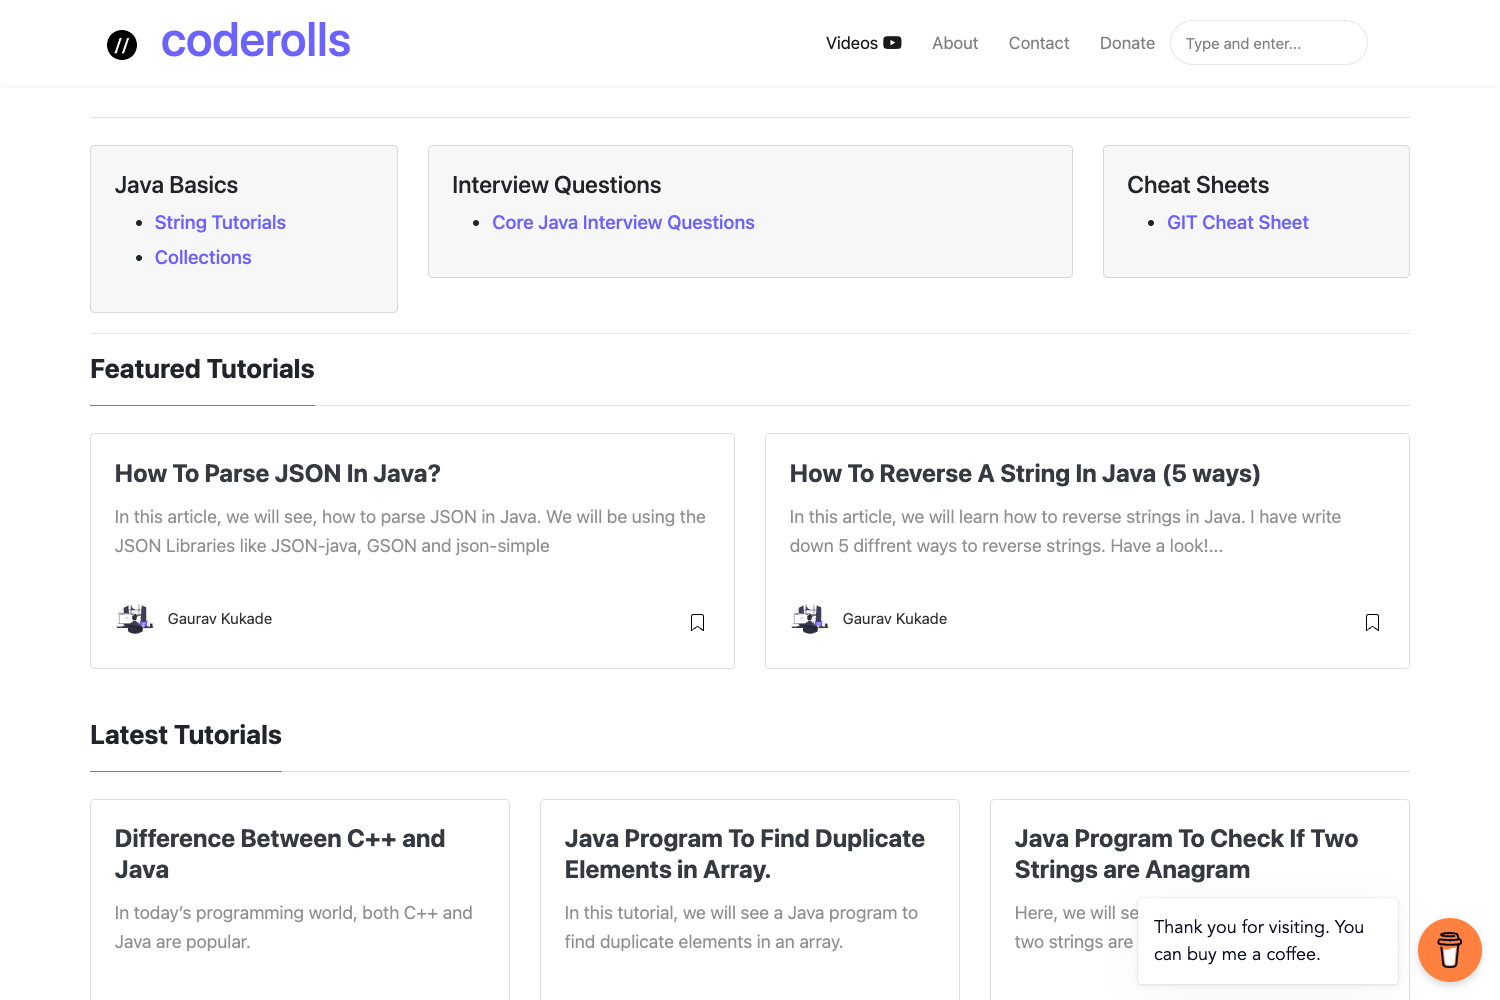 coderolls
Videos
About
Contact
Donate
Type and enter...
Java Basics
String Tutorials
Collections
Interview Questions
Core Java Interview Questions
Cheat Sheets
GIT Cheat Sheet
Featured Tutorials
How To Parse JSON In Java?
In this article, we will see, how to parse JSON in Java. We will be using the
JSON Libraries like JSON-java, GSON and json-simple
Gaurav Kukade
How To Reverse A String In Java (5 ways)
In this article, we will learn how to reverse strings in Java. I have write
down 5 diffrent ways to reverse strings. Have a look!...
Gaurav Kukade
Latest Tutorials
Difference Between C++ and
Java
In today’s programming world, both C++ and
Java are popular.
Java Program To Find Duplicate
Elements in Array.
In this tutorial, we will see a Java program to
find duplicate elements in an array.
Java Program To Check If Two
Strings are Anagram
Here, we will se
two strings are
Thank you for visiting. You
can buy me a coffee.